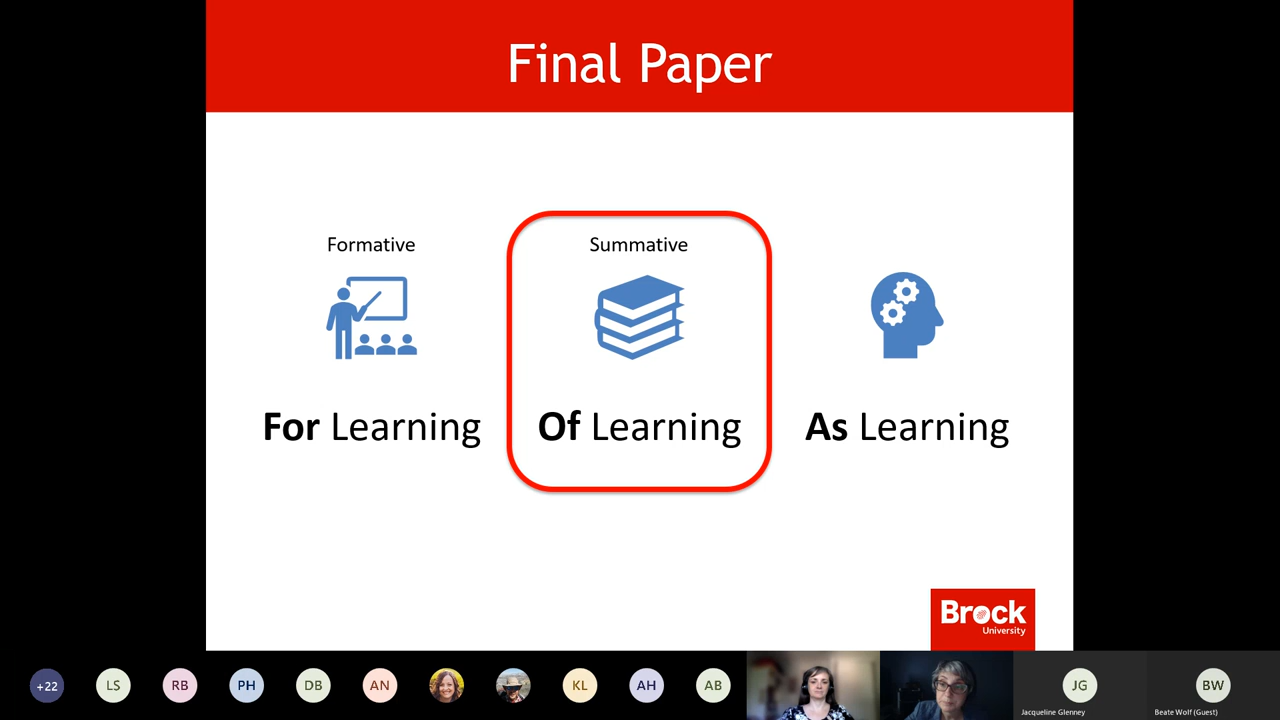 Final Paper
Formative
Summative
For Learning
Of Learning
As Learning
Brock
University
+22
LS
RB
PH
DB
AN
KL
AH
AB
JG
BW
Jacqueline Glenney
Beate Wolf (Guest)